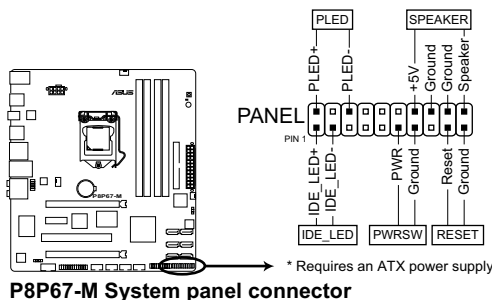 PLED SPEAKER
PLED+
PLED-
+5V
Ground
Ground
Speaker
PANEL
PIN 1
IDE_LED+
IDE_LED-
PWR
Ground
Reset
Ground
IDE_LED PWRSW RESET
ASUS
P8P67-M
* Requires an ATX power supply
P8P67-M System panel connector